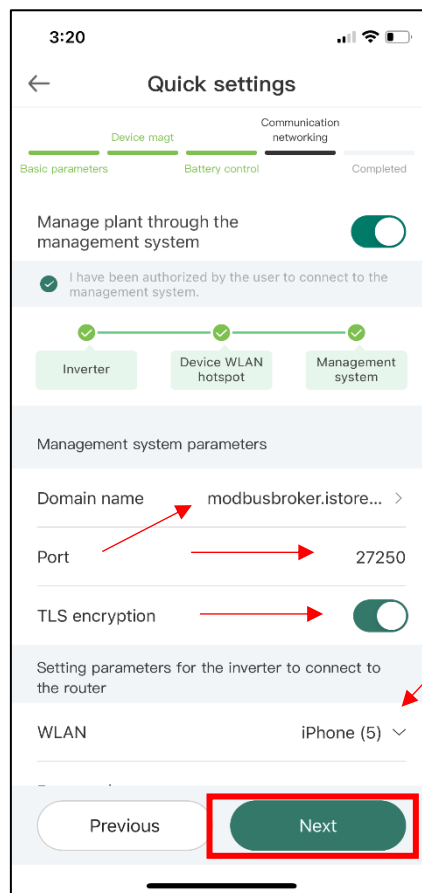 3:20
Quick settings
Communication
Device magt networking
Basic parameters Battery control Completed
Manage plant through the
management system
I have been authorized by the user to connect to the
management system.
Inverter
Device WLAN
hotspot
Management
system
Management system parameters
Domain name modbusbroker.istore...
Port 27250
TLS encryption
Setting parameters for the inverter to connect to
the router
WLAN iPhone (5)
Previous Next